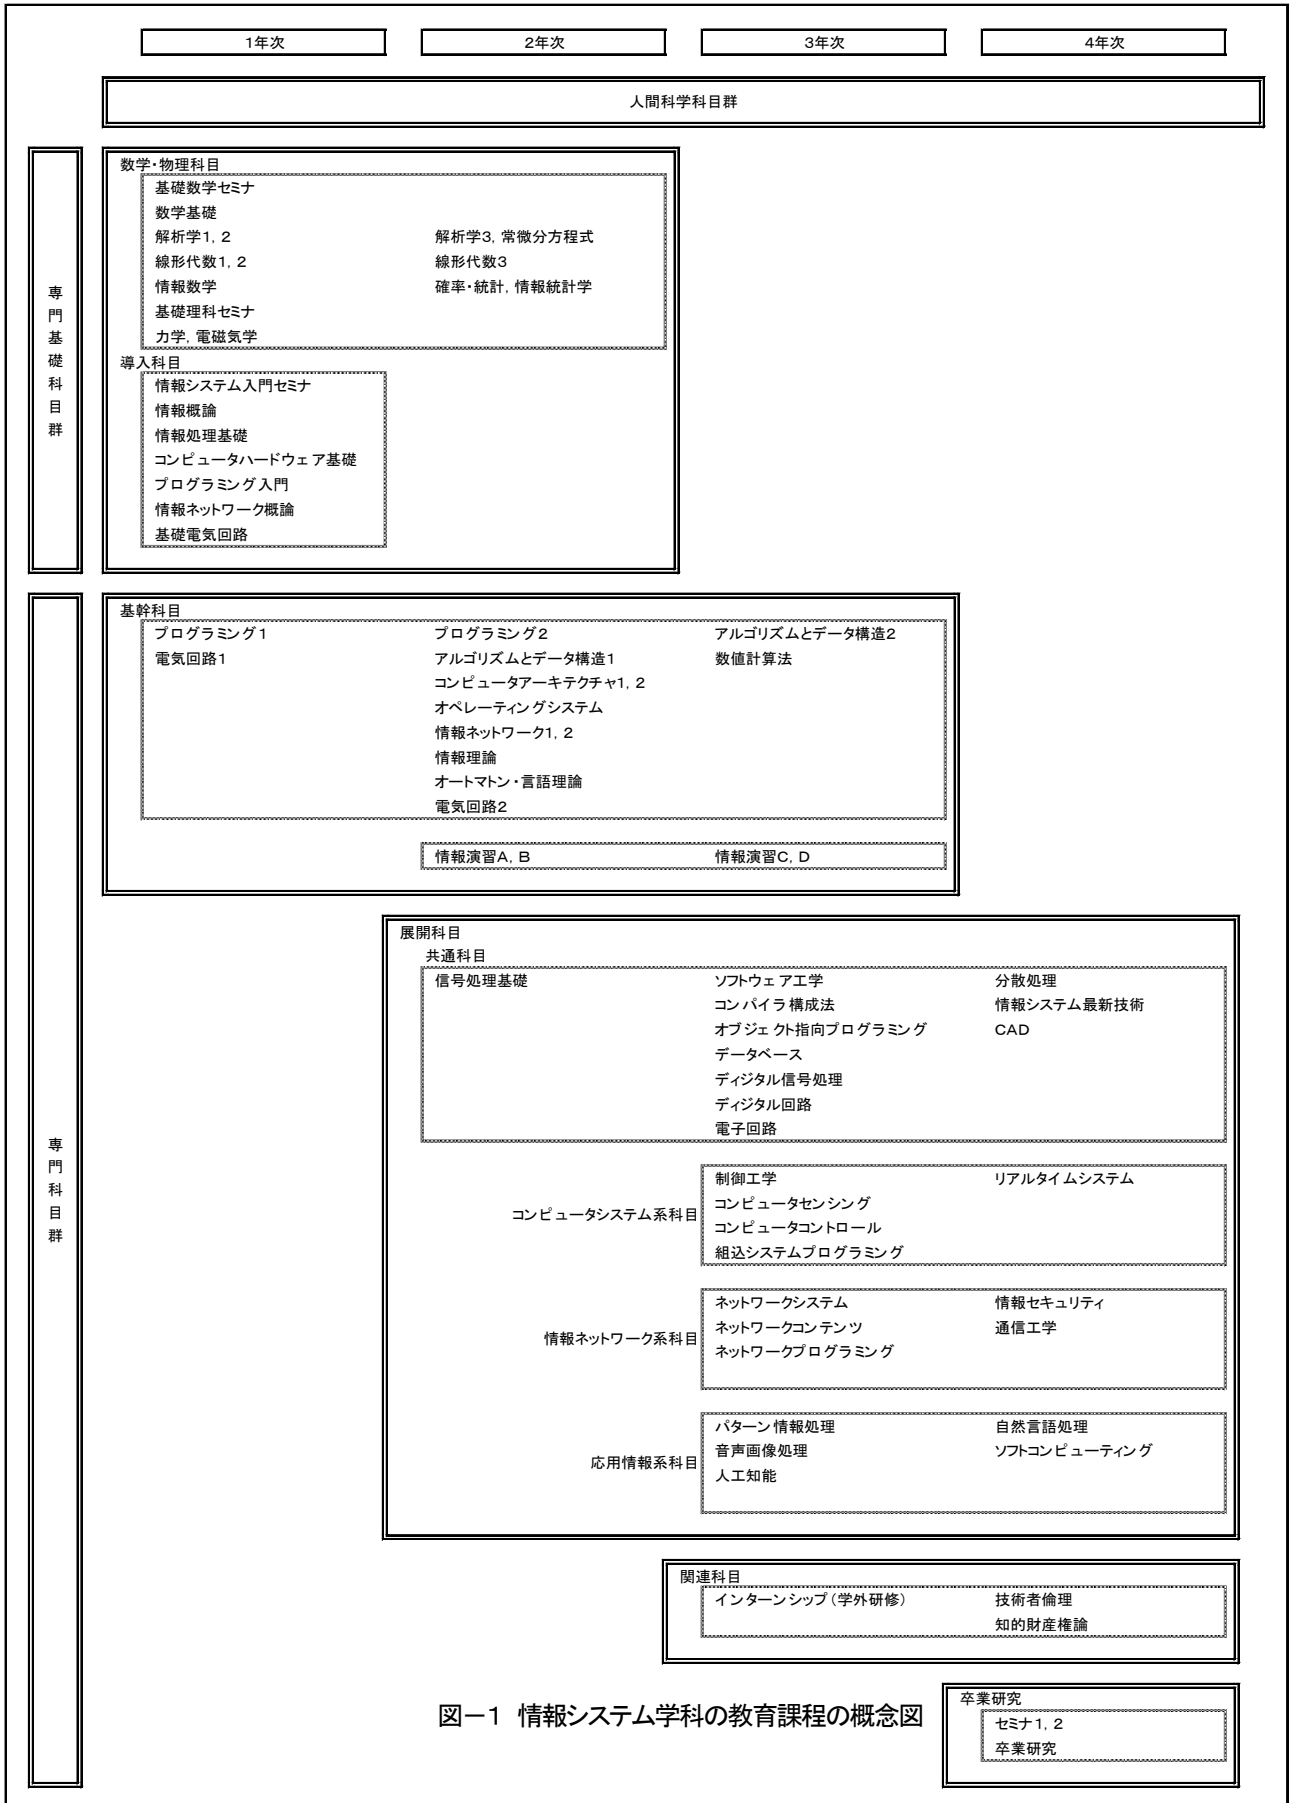 1年次 2年次 3年次 4年次
人間科学科目群
専門基礎科目群
数学・物理科目
基礎数学セミナ
数学基礎
解析学1, 2 解析学3, 常微分方程式
線形代数1, 2 線形代数3
情報数学 確率・統計, 情報統計学
基礎理科セミナ
力学, 電磁気学
導入科目
情報システム入門セミナ
情報概論
情報処理基礎
コンピュータハードウェア基礎
プログラミング入門
情報ネットワーク概論
基礎電気回路
専門科目群
基幹科目
プログラミング1 プログラミング2 アルゴリズムとデータ構造2
電気回路1 アルゴリズムとデータ構造1 数値計算法
コンピュータアーキテクチャ1, 2
オペレーティングシステム
情報ネットワーク1, 2
情報理論
オートマトン・言語理論
電気回路2
情報演習A, B 情報演習C, D
展開科目
共通科目
信号処理基礎 ソフトウェア工学 分散処理
コンパイラ構成法 情報システム最新技術
オブジェクト指向プログラミング CAD
データベース
ディジタル信号処理
ディジタル回路
電子回路
コンピュータシステム系科目
制御工学 リアルタイムシステム
コンピュータセンシング
コンピュータコントロール
組込システムプログラミング
情報ネットワーク系科目
ネットワークシステム 情報セキュリティ
ネットワークコンテンツ 通信工学
ネットワークプログラミング
応用情報系科目
パターン情報処理 自然言語処理
音声画像処理 ソフトコンピューティング
人工知能
関連科目
インターンシップ(学外研修) 技術者倫理
知的財産権論
図−1 情報システム学科の教育課程の概念図
卒業研究
セミナ1, 2
卒業研究